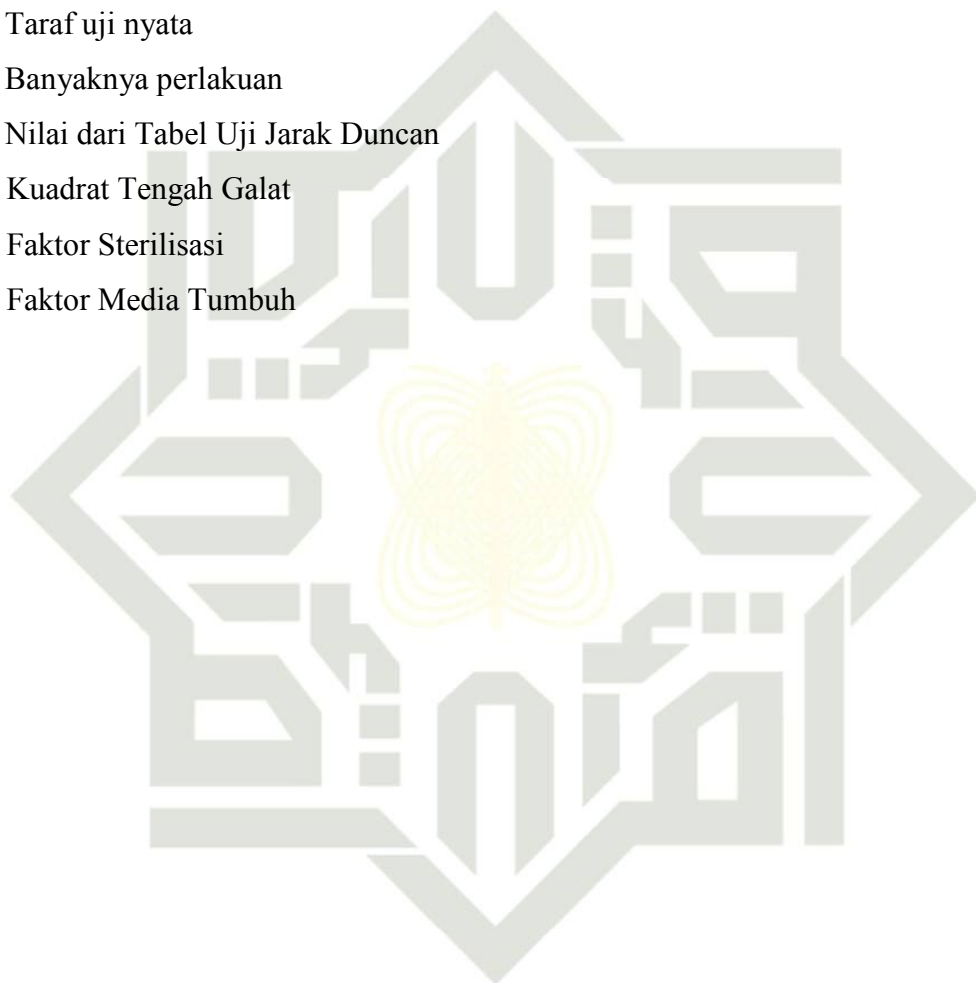 Taraf uji nyata
Banyaknya perlakuan
Nilai dari Tabel Uji Jarak Duncan
Kuadrat Tengah Galat
Faktor Sterilisasi
Faktor Media Tumbuh